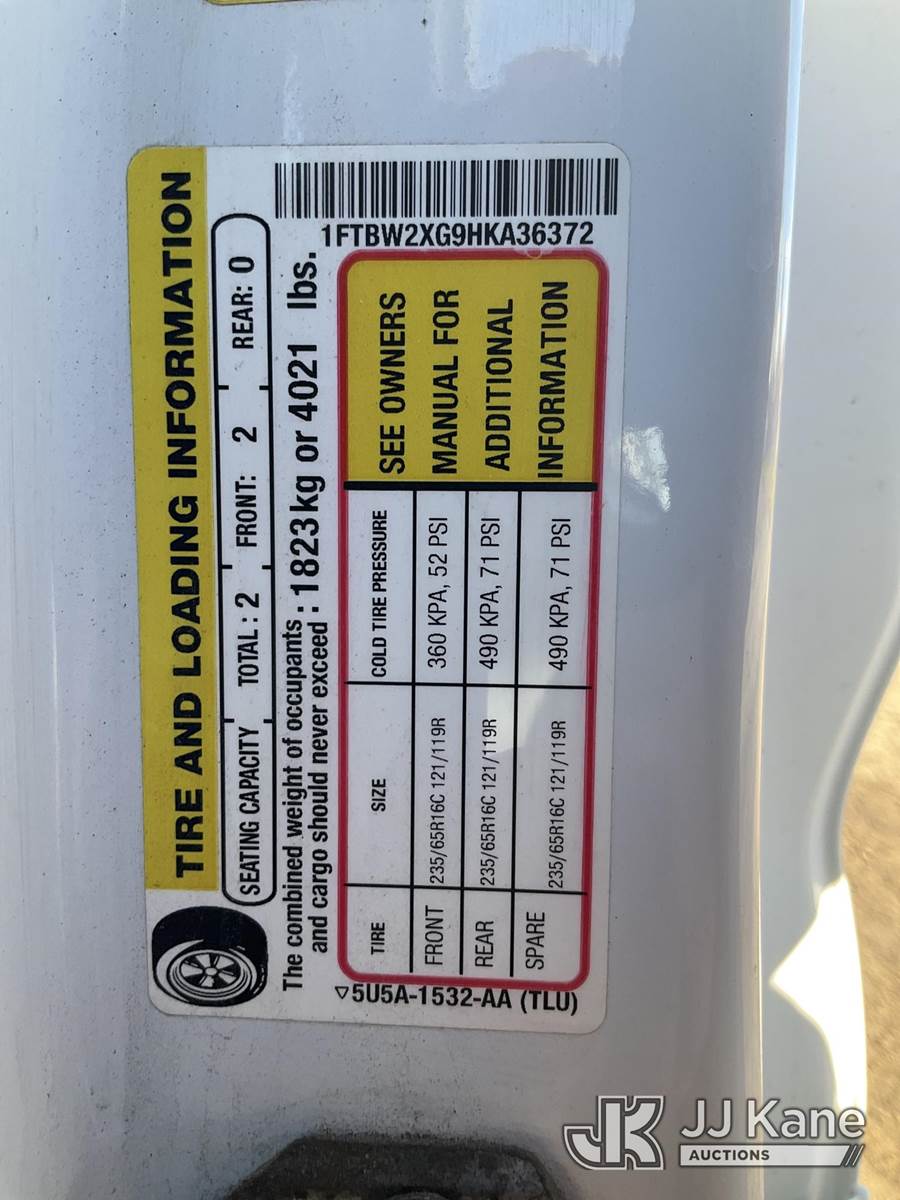 TIRE AND LOADING INFORMATION
SEATING CAPACITY TOTAL : 2 FRONT: 2 REAR: 0
The combined weight of occupants and cargo should never exceed : 1823 kg or 4021 lbs.
TIRE SIZE COLD TIRE PRESSURE
FRONT 235/65R16C 121/119R 360 KPA, 52 PSI
REAR 235/65R16C 121/119R 490 KPA, 71 PSI
SPARE 235/65R16C 121/119R 490 KPA, 71 PSI
SEE OWNERS
MANUAL FOR
ADDITIONAL
INFORMATION
▽5U5A-1532-AA (TLU)
1FTBW2XG9HKA36372
JK JJ Kane
AUCTIONS